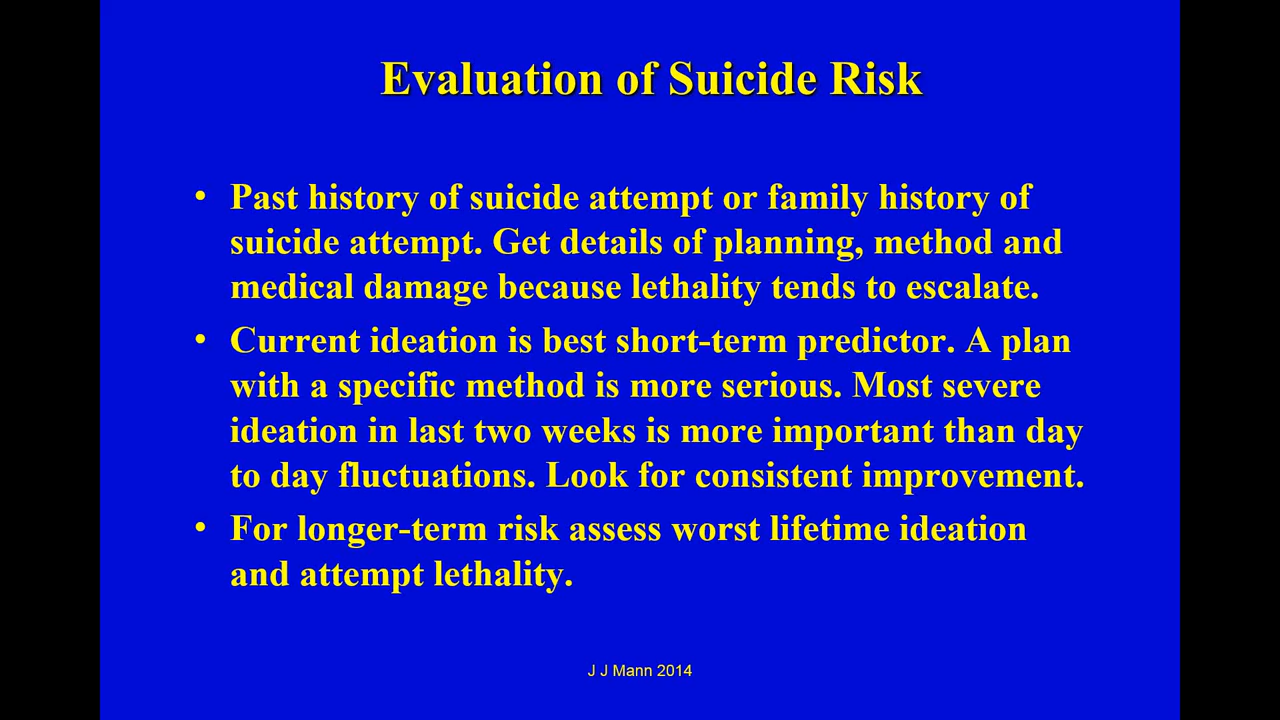 Evaluation of Suicide Risk
• Past history of suicide attempt or family history of
suicide attempt. Get details of planning, method and
medical damage because lethality tends to escalate.
• Current ideation is best short-term predictor. A plan
with a specific method is more serious. Most severe
ideation in last two weeks is more important than day
to day fluctuations. Look for consistent improvement.
• For longer-term risk assess worst lifetime ideation
and attempt lethality.
J J Mann 2014